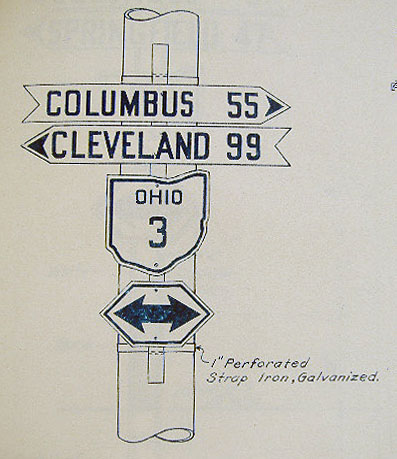 COLUMBUS 55
CLEVELAND 99
OHIO
3
1" Perforated
Strap Iron, Galvanized.